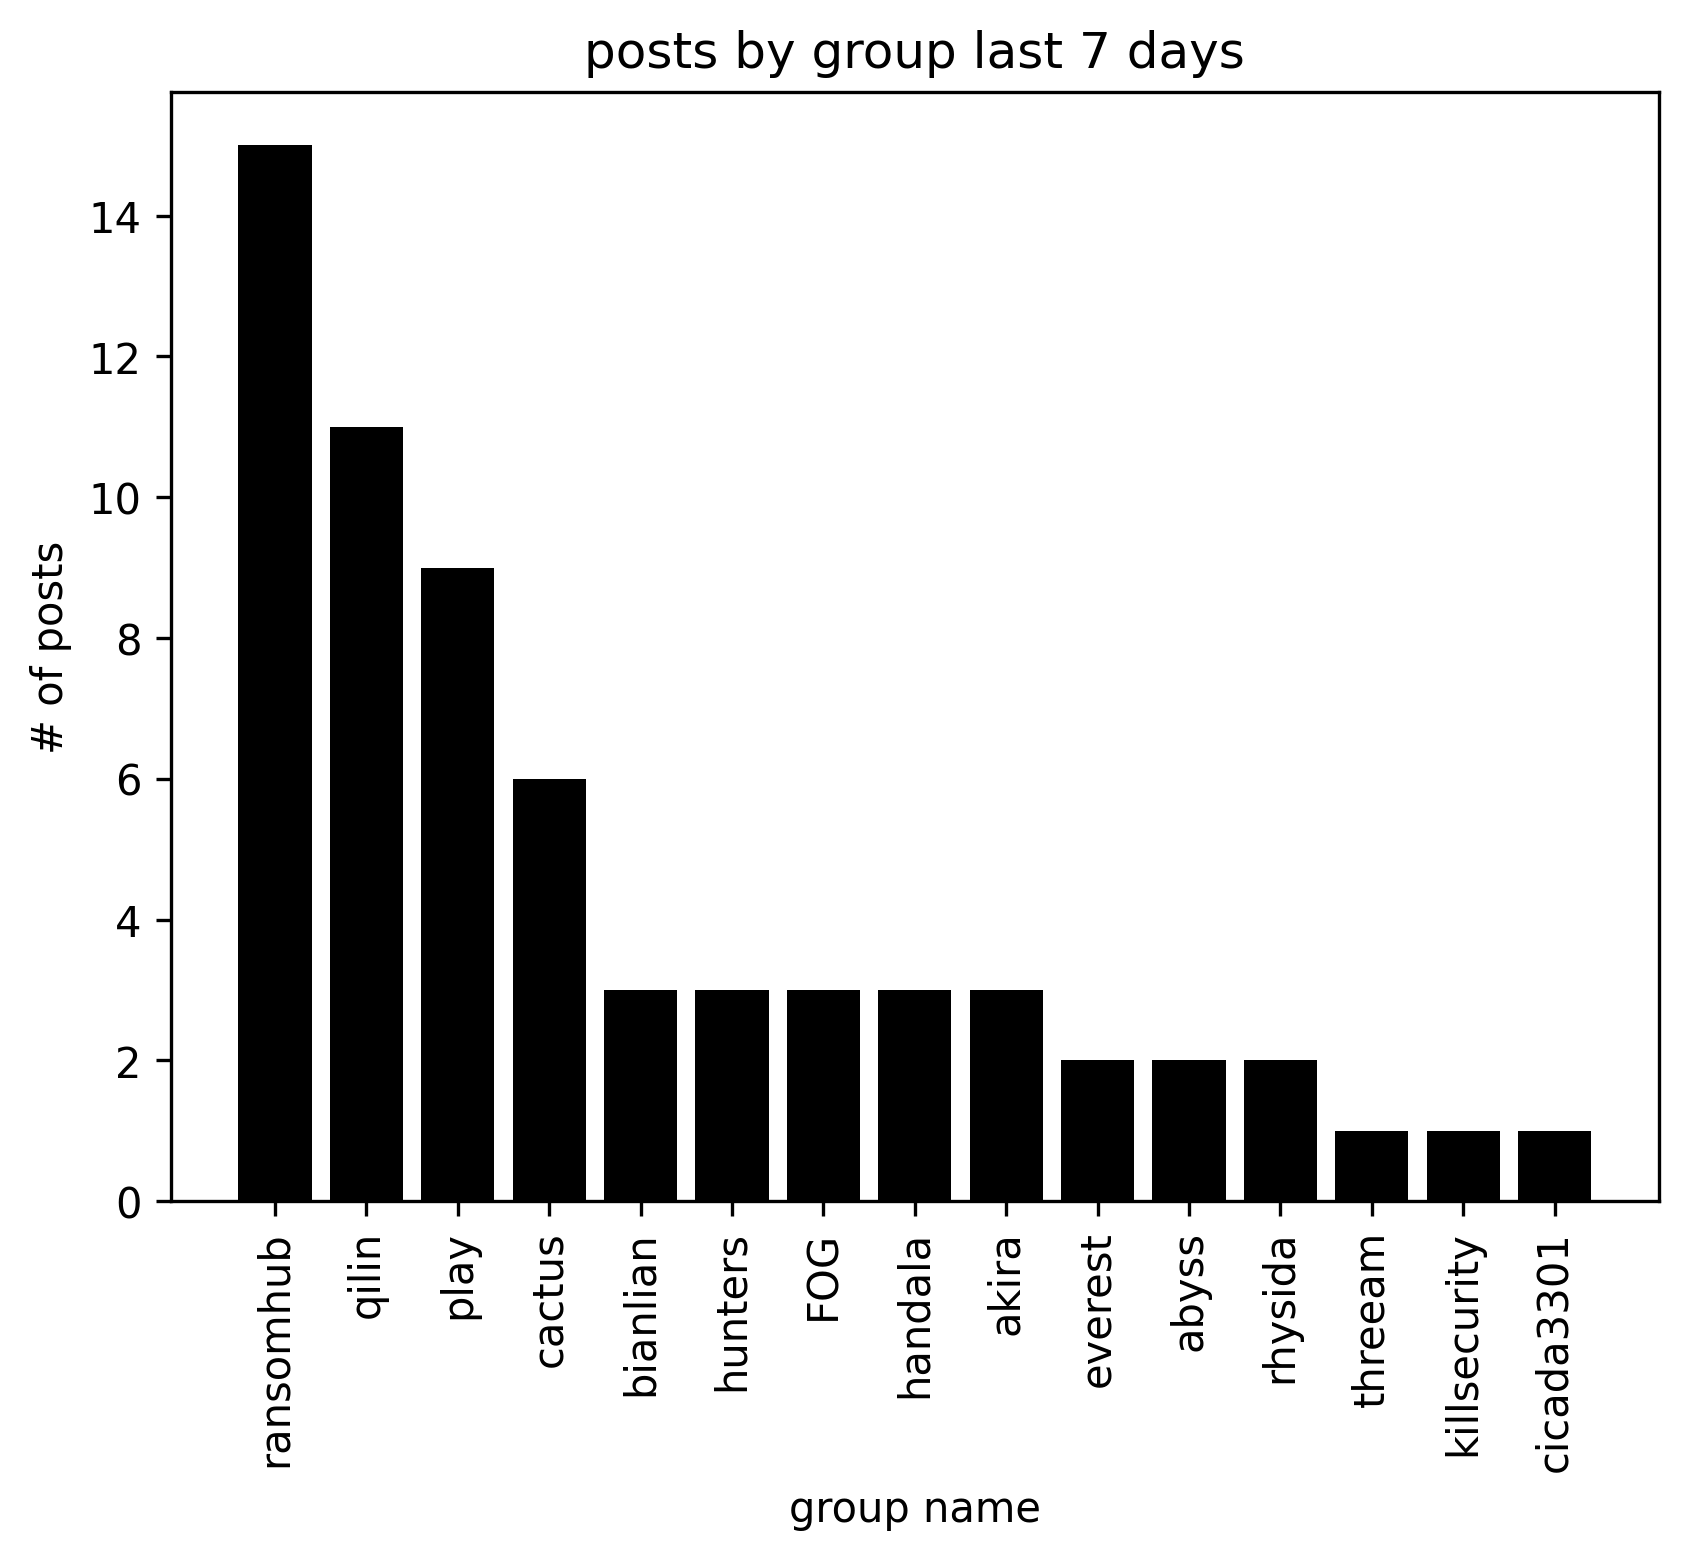 posts by group last 7 days
# of posts
14
12
10
8
6
4
2
0
ransomhub
qilin
play
cactus
bianlian
hunters
FOG
handala
akira
everest
abyss
rhysida
threeam
killsecurity
cicada3301
group name